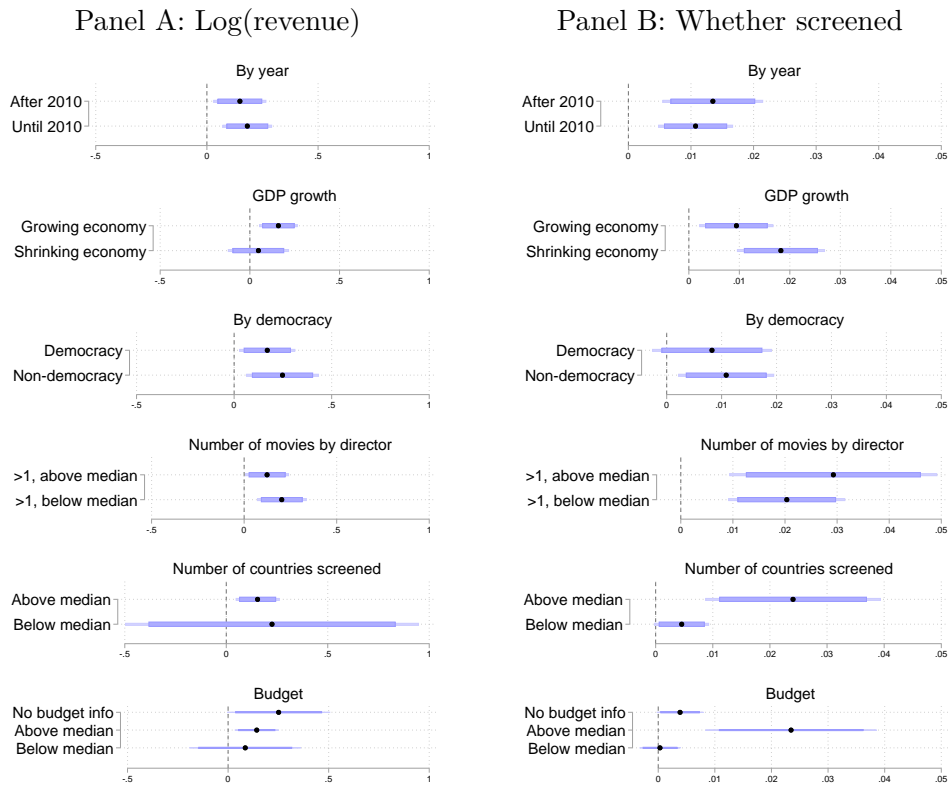 Panel A: Log(revenue)
By year
After 2010
Until 2010
-.5 0 .5 1
GDP growth
Growing economy
Shrinking economy
-.5 0 .5 1
By democracy
Democracy
Non-democracy
-.5 0 .5 1
Number of movies by director
>1, above median
>1, below median
-.5 0 .5 1
Number of countries screened
Above median
Below median
-.5 0 .5 1
Budget
No budget info
Above median
Below median
-.5 0 .5 1
Panel B: Whether screened
By year
After 2010
Until 2010
0 .01 .02 .03 .04 .05
GDP growth
Growing economy
Shrinking economy
0 .01 .02 .03 .04 .05
By democracy
Democracy
Non-democracy
0 .01 .02 .03 .04 .05
Number of movies by director
>1, above median
>1, below median
0 .01 .02 .03 .04 .05
Number of countries screened
Above median
Below median
0 .01 .02 .03 .04 .05
Budget
No budget info
Above median
Below median
0 .01 .02 .03 .04 .05